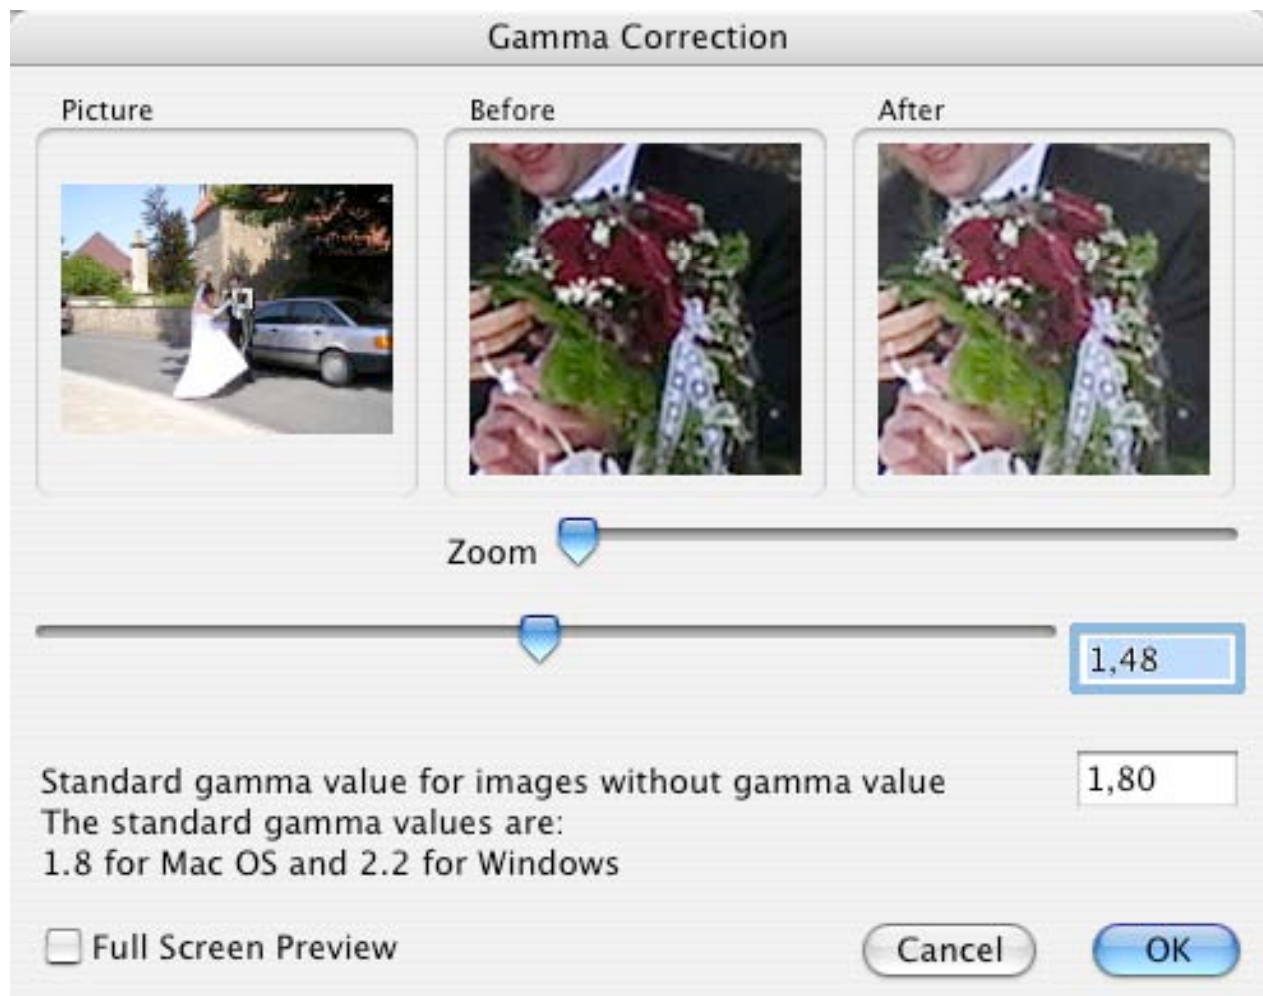 Gamma Correction
Picture
Before
After
Zoom
1,48
Standard gamma value for images without gamma value
1,80
The standard gamma values are:
1.8 for Mac OS and 2.2 for Windows
Full Screen Preview
Cancel
OK